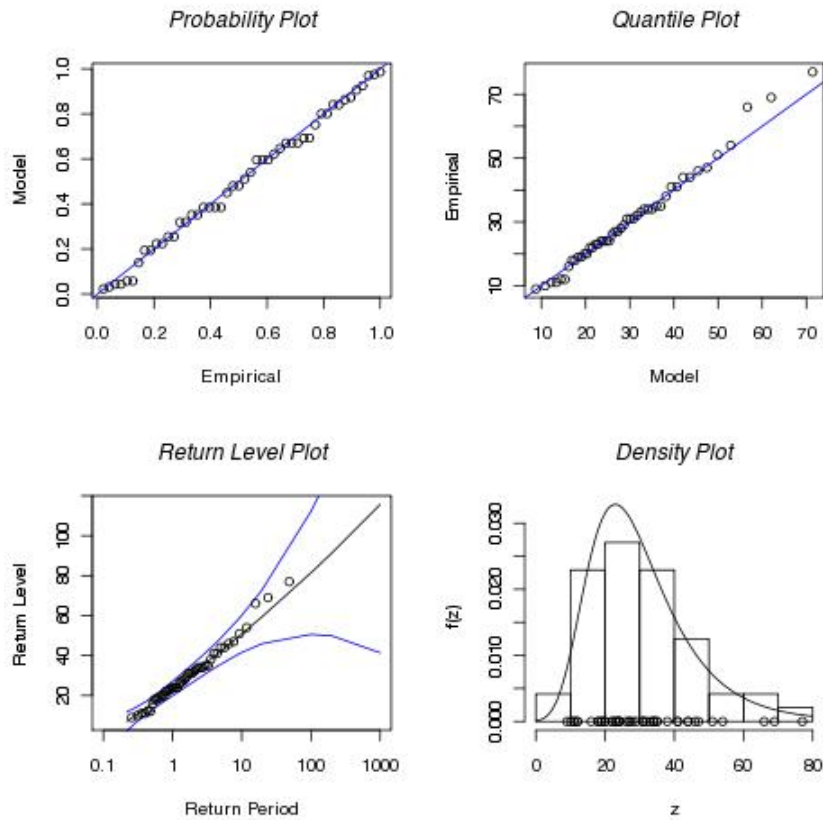 Probability Plot
Model
0.0 0.2 0.4 0.6 0.8 1.0
0.0 0.2 0.4 0.6 0.8 1.0
Empirical
Quantile Plot
Empirical
10 30 50 70
10 20 30 40 50 60 70
Model
Return Level Plot
Return Level
20 40 60 80 100
0.1 1 10 100 1000
Return Period
Density Plot
f(z)
0.000 0.010 0.020 0.030
0 20 40 60 80
z